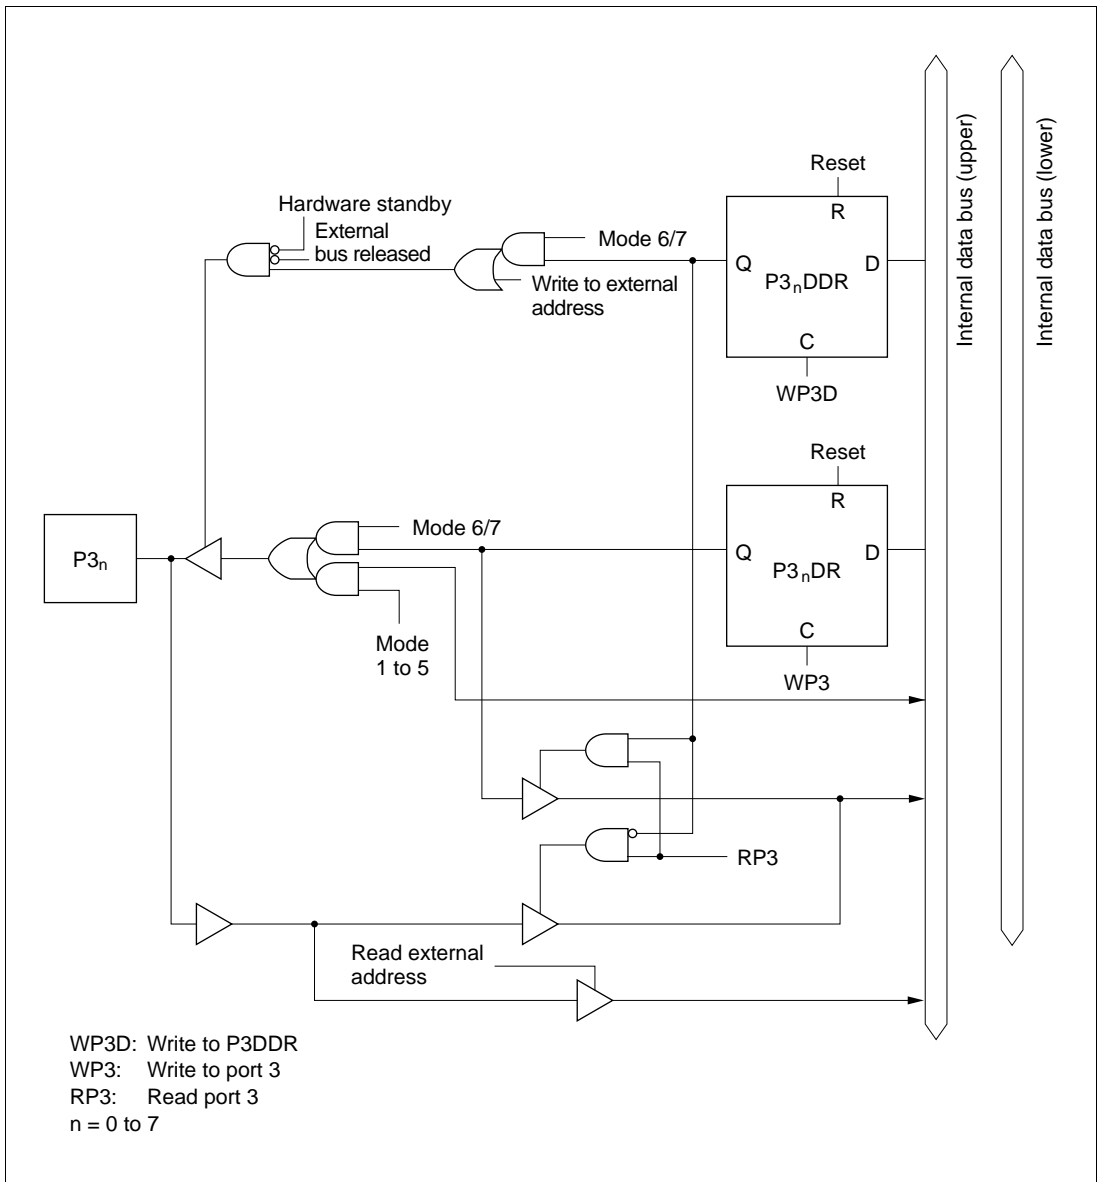 Reset
R
Hardware standby
External
bus released
Mode 6/7
Q
D
P3nDDR
Write to external
address
C
WP3D
Internal data bus (upper)
Internal data bus (lower)
Reset
R
P3n
Mode 6/7
Q
D
P3nDR
C
Mode
1 to 5
WP3
RP3
Read external
address
WP3D: Write to P3DDR
WP3: Write to port 3
RP3: Read port 3
n = 0 to 7